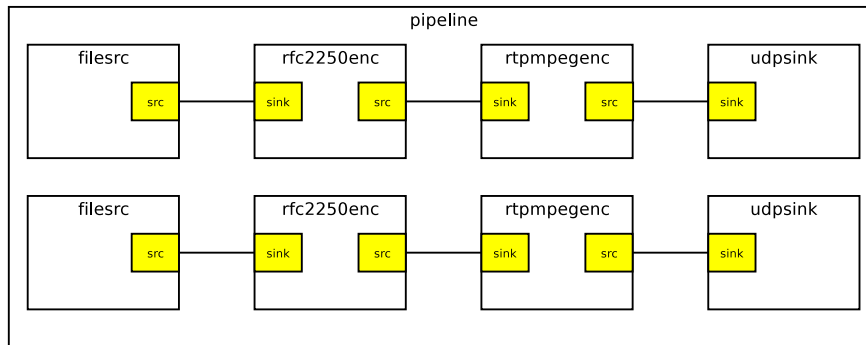 pipeline
filesrc rfc2250enc rtpmpegenc udpsink
src sink src sink src sink
filesrc rfc2250enc rtpmpegenc udpsink
src sink src sink src sink